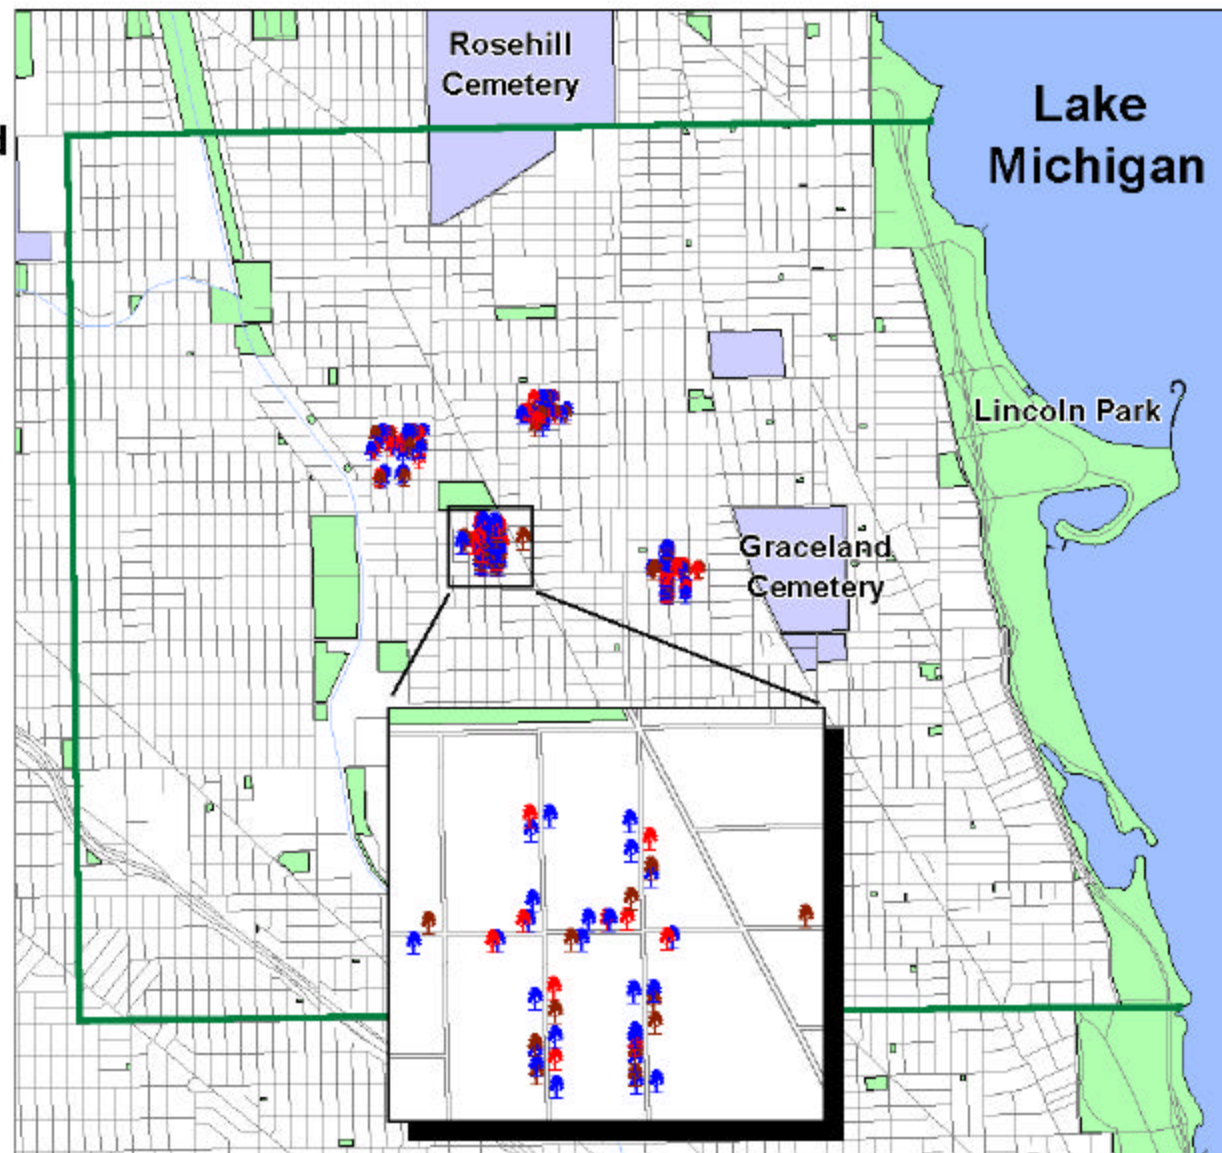 Rosehill
Cemetery
Lake
Michigan
Lincoln Park
Graceland
Cemetery